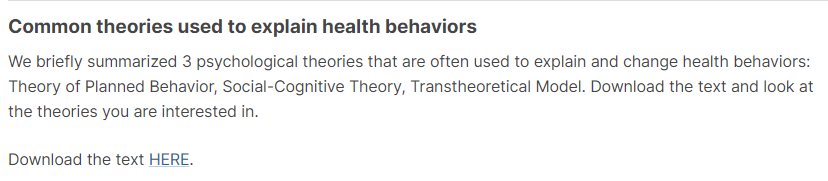 Common theories used to explain health behaviors
We briefly summarized 3 psychological theories that are often used to explain and change health behaviors:
Theory of Planned Behavior, Social-Cognitive Theory, Transtheoretical Model. Download the text and look at
the theories you are interested in.
Download the text HERE.